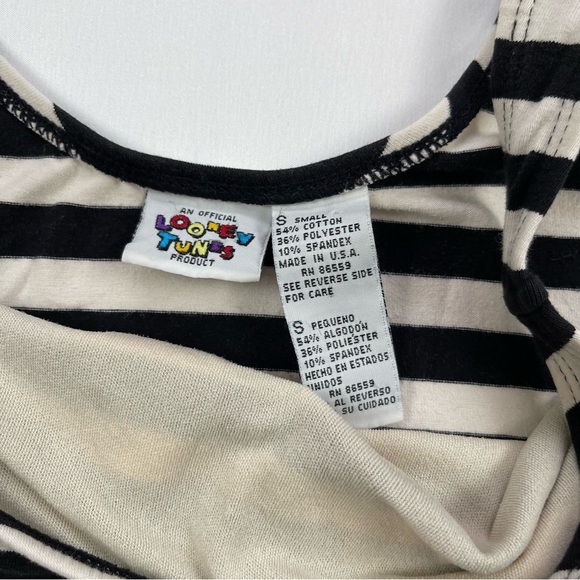 AN OFFICIAL
LOONEY
TUNES
PRODUCT
S SMALL
54% COTTON
36% POLYESTER
10% SPANDEX
MADE IN U.S.A.
RN 86559
SEE REVERSE SIDE
FOR CARE
S PEQUENO
54% ALGODÓN
36% POLIESTER
10% SPANDEX
HECHO EN ESTADOS
UNIDOS
RN 86559
AL REVERSO
SU CUIDADO